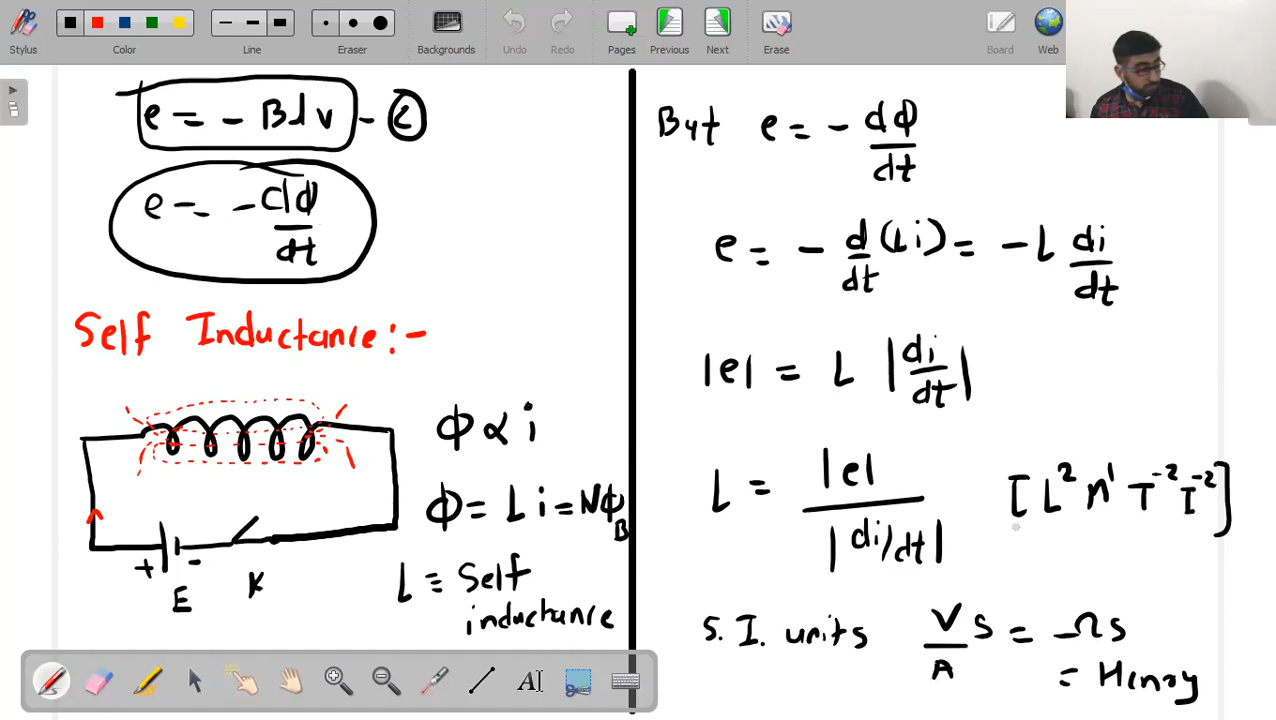 Stylus Color Line Eraser Backgrounds Undo Redo Pages Previous Next Erase Board Web
e = - Blv - 2
e = - dϕ/dt
Self Inductance:-
+ - E K
ϕ ∝ i
ϕ = Li = Nϕ_B
L = Self
inductance
But e = - dϕ/dt
e = - d/dt (Li) = - L di/dt
|e| = L |di/dt|
L = |e| / |di/dt| [L² M¹ T⁻² I⁻²]
S.I. units V/A s = Ωs
= Henry